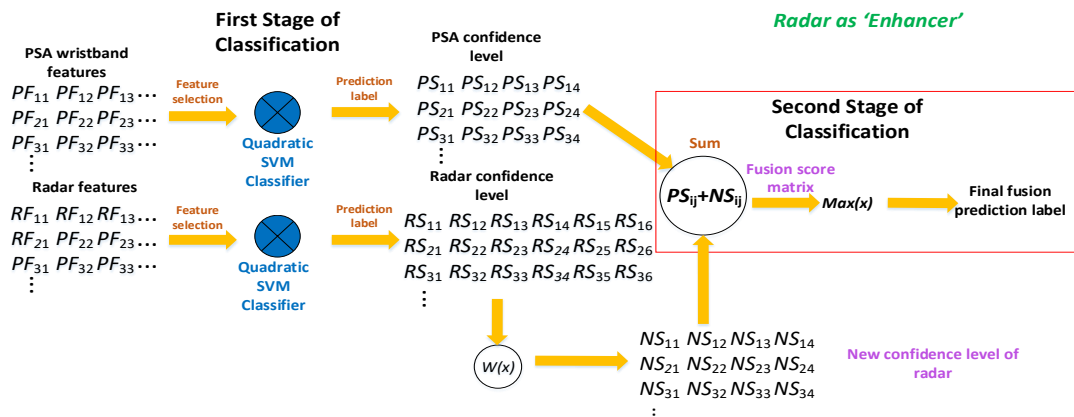 First Stage of
Classification
Radar as 'Enhancer'
PSA wristband
features
PF11 PF12 PF13 ...
PF21 PF22 PF23 ...
PF31 PF32 PF33 ...
⋮
Feature
selection
Quadratic
SVM
Classifier
Prediction
label
PSA confidence
level
PS11 PS12 PS13 PS14
PS21 PS22 PS23 PS24
PS31 PS32 PS33 PS34
⋮
Radar features
RF11 RF12 RF13 ...
RF21 PF22 PF23 ...
PF31 PF32 PF33 ...
⋮
Feature
selection
Quadratic
SVM
Classifier
Prediction
label
Radar confidence
level
RS11 RS12 RS13 RS14 RS15 RS16
RS21 RS22 RS23 RS24 RS25 RS26
RS31 RS32 RS33 RS34 RS35 RS36
⋮
W(x)
NS11 NS12 NS13 NS14
NS21 NS22 NS23 NS24
NS31 NS32 NS33 NS34
⋮
New confidence level of
radar
Second Stage of
Classification
Sum
PSij+NSij
Fusion score
matrix
Max(x)
Final fusion
prediction label